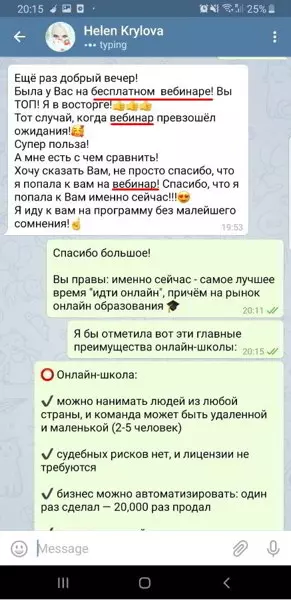 20:15
25%
Helen Krylova
typing
Ещё раз добрый вечер!
Была у Вас на бесплатном вебинаре! Вы
ТОП! Я в восторге!👍👍👍
Тот случай, когда вебинар превзошёл
ожидания!🥰
Супер польза!
А мне есть с чем сравнить!
Хочу сказать Вам, не просто спасибо, что
я попала к вам на вебинар! Спасибо, что я
попала к Вам именно сейчас!!!😍
Я иду к вам на программу без малейшего
сомнения!☝
19:53
Спасибо большое!
Вы правы: именно сейчас - самое лучшее
время "идти онлайн", причём на рынок
онлайн образования 🎓
20:11
Я бы отметила вот эти главные
преимущества онлайн-школы:
20:15
⭕ Онлайн-школа:
✔ можно нанимать людей из любой
страны, и команда может быть удаленной
и маленькой (2-5 человек)
✔ судебных рисков нет, и лицензии не
требуются
✔ бизнес можно автоматизировать: один
раз сделал — 20,000 раз продал
Message